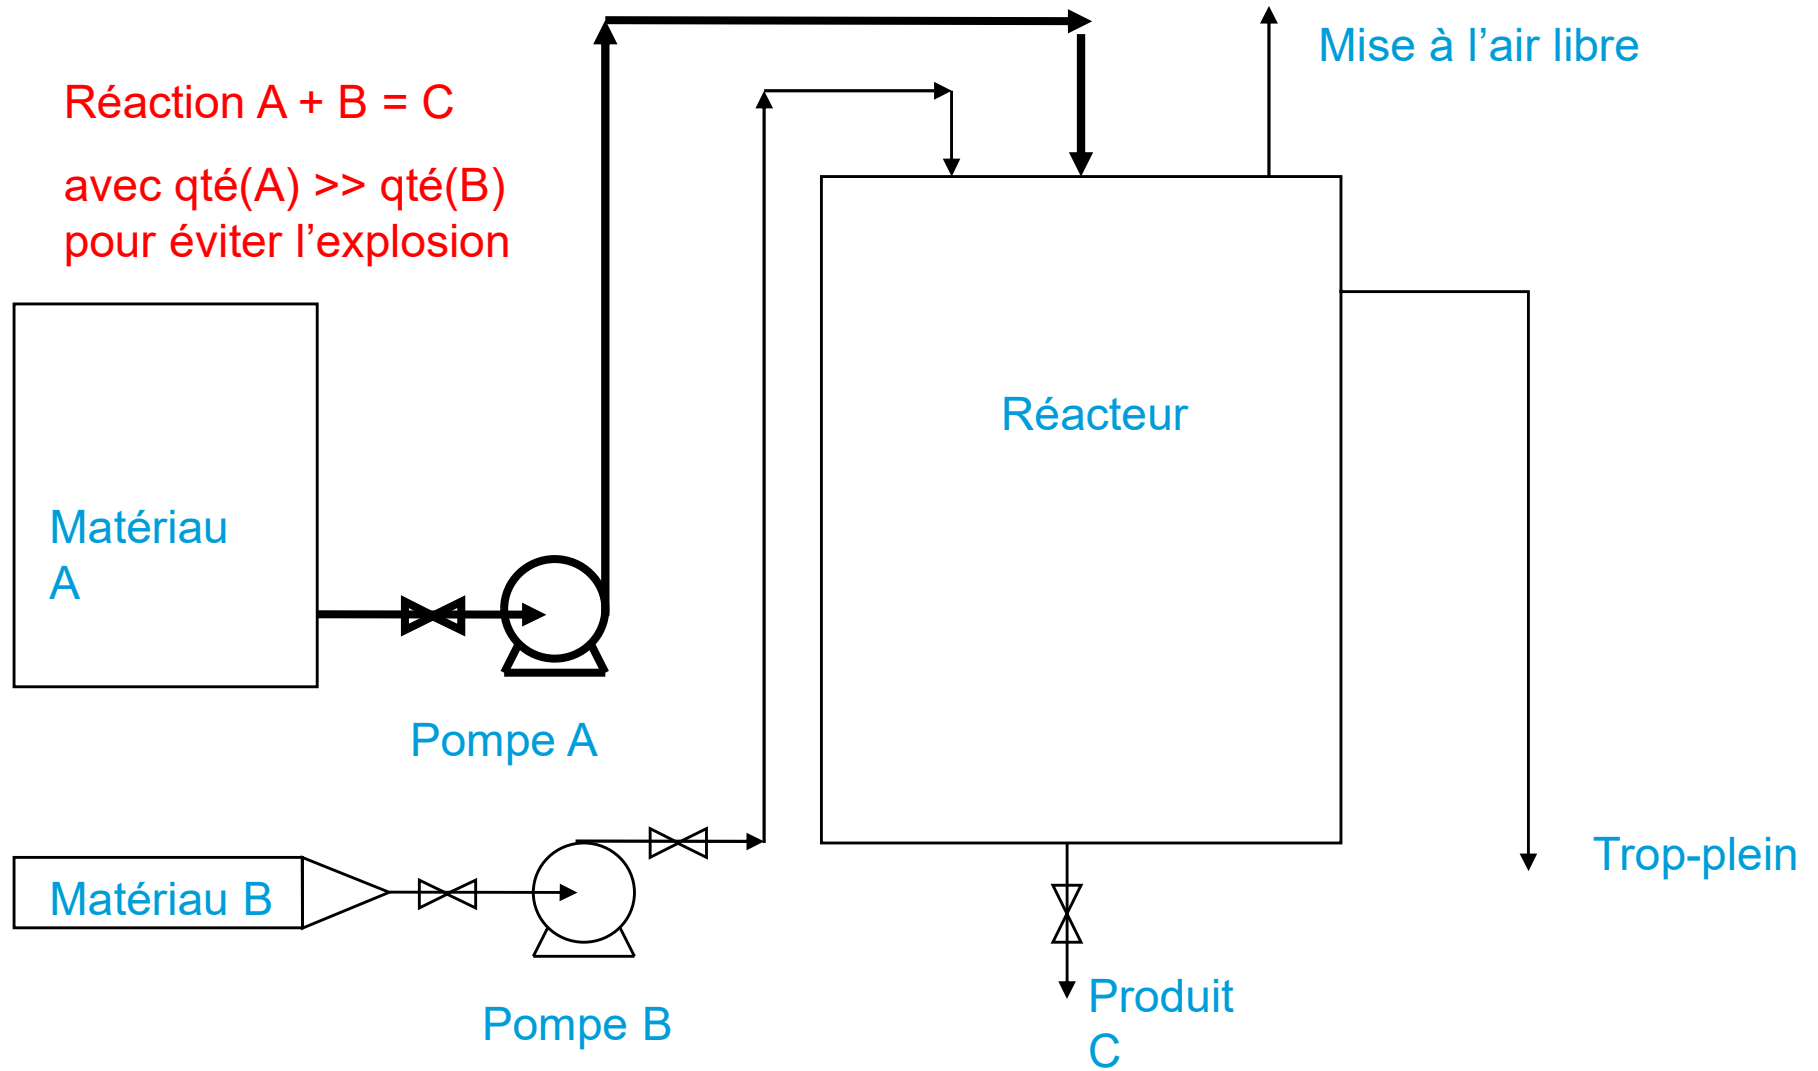 Mise à l’air libre
Réaction A + B = C
avec qté(A) >> qté(B)
pour éviter l’explosion
Réacteur
Matériau
A
Pompe A
Trop-plein
Matériau B
Produit
C
Pompe B